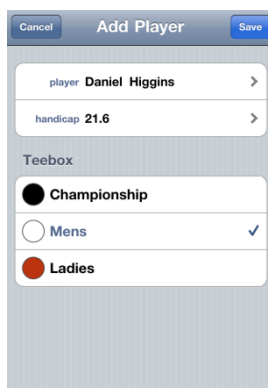 Cancel Add Player Save
player Daniel Higgins
handicap 21.6
Teebox
Championship
Mens
Ladies